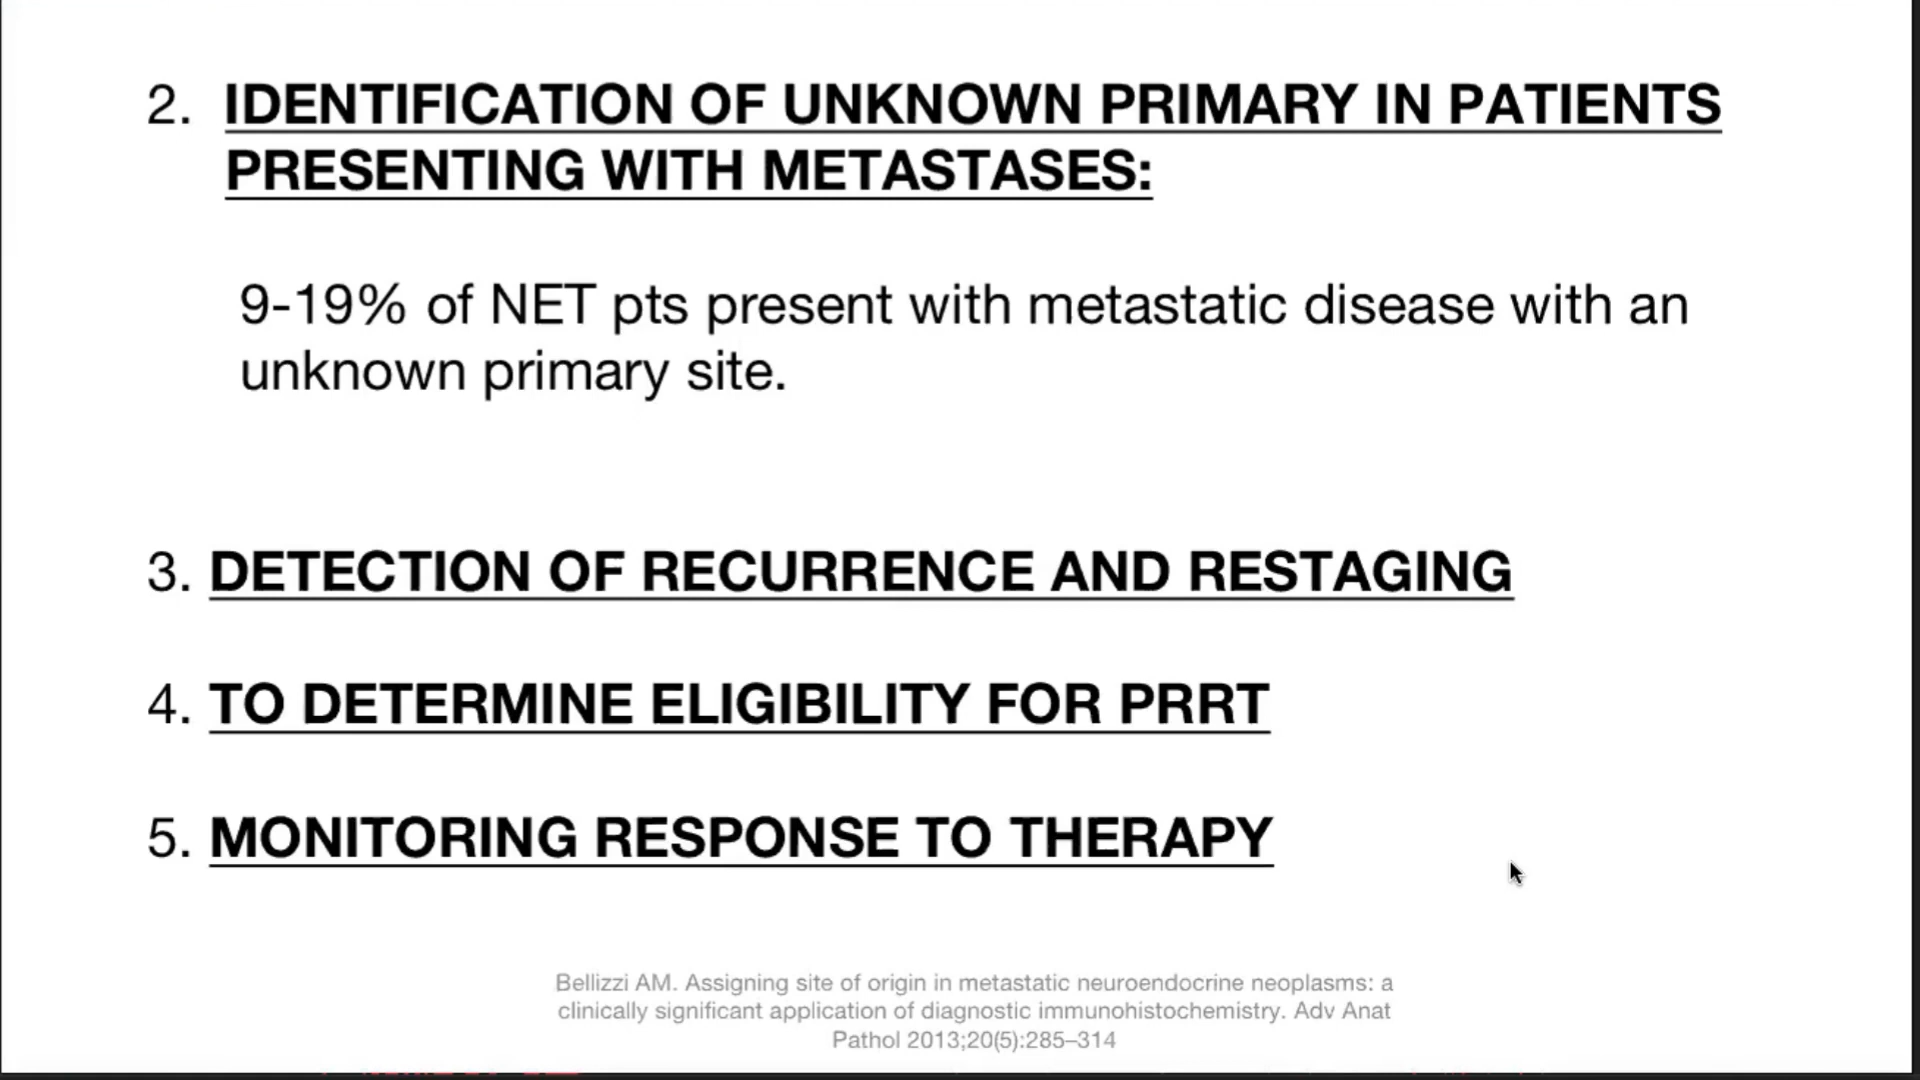 2. IDENTIFICATION OF UNKNOWN PRIMARY IN PATIENTS
PRESENTING WITH METASTASES:
9-19% of NET pts present with metastatic disease with an
unknown primary site.
3. DETECTION OF RECURRENCE AND RESTAGING
4. TO DETERMINE ELIGIBILITY FOR PRRT
5. MONITORING RESPONSE TO THERAPY
Bellizzi AM. Assigning site of origin in metastatic neuroendocrine neoplasms: a
clinically significant application of diagnostic immunohistochemistry. Adv Anat
Pathol 2013;20(5):285–314